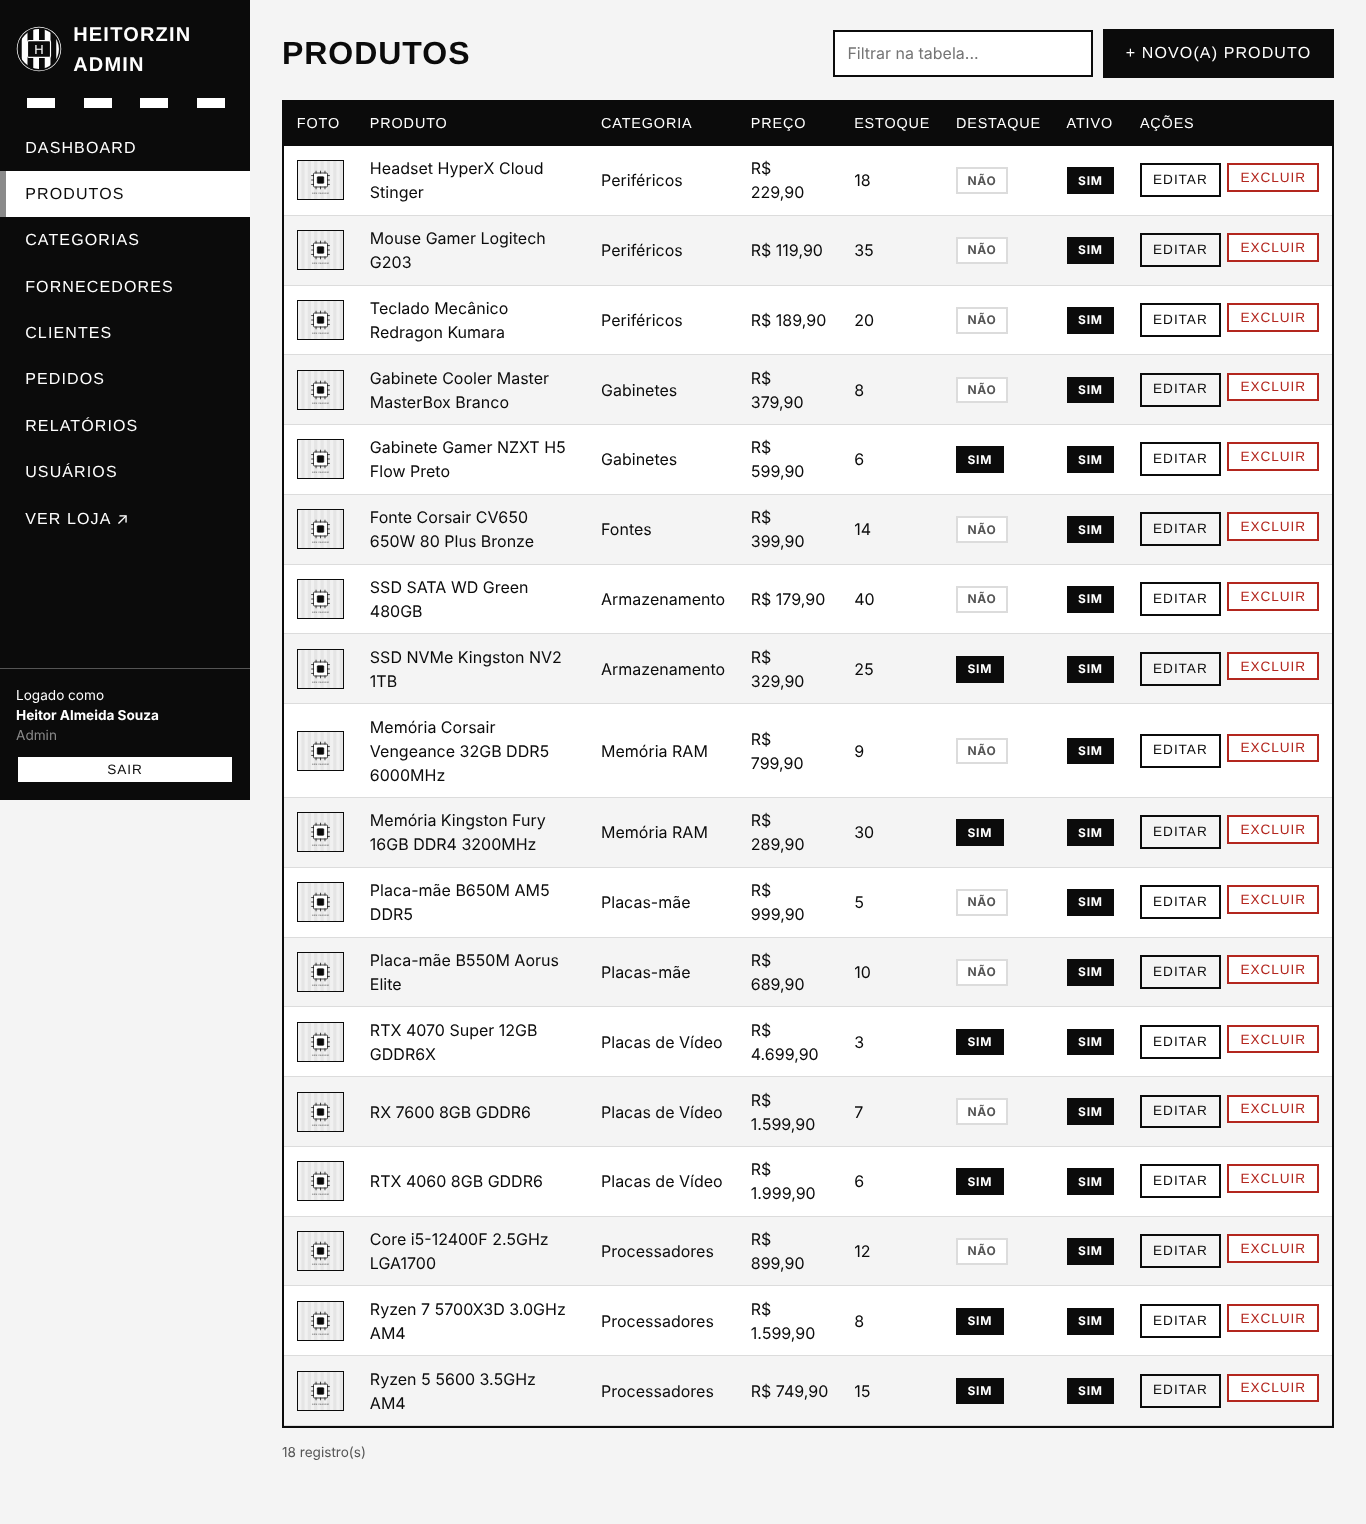 HEITORZIN
ADMIN
DASHBOARD
PRODUTOS
CATEGORIAS
FORNECEDORES
CLIENTES
PEDIDOS
RELATÓRIOS
USUÁRIOS
VER LOJA ↗
Logado como
Heitor Almeida Souza
Admin
SAIR
PRODUTOS
Filtrar na tabela...
+ NOVO(A) PRODUTO
FOTO PRODUTO CATEGORIA PREÇO ESTOQUE DESTAQUE ATIVO AÇÕES
Headset HyperX Cloud
Stinger
Periféricos
R$
229,90
18 NÃO SIM EDITAR EXCLUIR
Mouse Gamer Logitech
G203
Periféricos R$ 119,90 35 NÃO SIM EDITAR EXCLUIR
Teclado Mecânico
Redragon Kumara
Periféricos R$ 189,90 20 NÃO SIM EDITAR EXCLUIR
Gabinete Cooler Master
MasterBox Branco
Gabinetes
R$
379,90
8 NÃO SIM EDITAR EXCLUIR
Gabinete Gamer NZXT H5
Flow Preto
Gabinetes
R$
599,90
6 SIM SIM EDITAR EXCLUIR
Fonte Corsair CV650
650W 80 Plus Bronze
Fontes
R$
399,90
14 NÃO SIM EDITAR EXCLUIR
SSD SATA WD Green
480GB
Armazenamento R$ 179,90 40 NÃO SIM EDITAR EXCLUIR
SSD NVMe Kingston NV2
1TB
Armazenamento
R$
329,90
25 SIM SIM EDITAR EXCLUIR
Memória Corsair
Vengeance 32GB DDR5
6000MHz
Memória RAM
R$
799,90
9 NÃO SIM EDITAR EXCLUIR
Memória Kingston Fury
16GB DDR4 3200MHz
Memória RAM
R$
289,90
30 SIM SIM EDITAR EXCLUIR
Placa-mãe B650M AM5
DDR5
Placas-mãe
R$
999,90
5 NÃO SIM EDITAR EXCLUIR
Placa-mãe B550M Aorus
Elite
Placas-mãe
R$
689,90
10 NÃO SIM EDITAR EXCLUIR
RTX 4070 Super 12GB
GDDR6X
Placas de Vídeo
R$
4.699,90
3 SIM SIM EDITAR EXCLUIR
RX 7600 8GB GDDR6
Placas de Vídeo
R$
1.599,90
7 NÃO SIM EDITAR EXCLUIR
RTX 4060 8GB GDDR6
Placas de Vídeo
R$
1.999,90
6 SIM SIM EDITAR EXCLUIR
Core i5-12400F 2.5GHz
LGA1700
Processadores
R$
899,90
12 NÃO SIM EDITAR EXCLUIR
Ryzen 7 5700X3D 3.0GHz
AM4
Processadores
R$
1.599,90
8 SIM SIM EDITAR EXCLUIR
Ryzen 5 5600 3.5GHz
AM4
Processadores R$ 749,90 15 SIM SIM EDITAR EXCLUIR
18 registro(s)